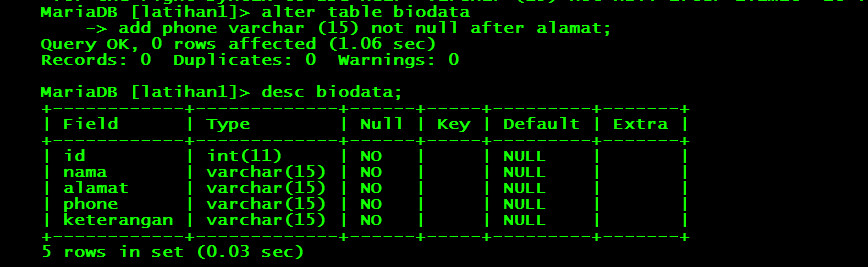 MariaDB [latihan1]> alter table biodata
    -> add phone varchar (15) not null after alamat;
Query OK, 0 rows affected (1.06 sec)
Records: 0  Duplicates: 0  Warnings: 0
MariaDB [latihan1]> desc biodata;
+------------+-------------+------+-----+---------+-------+
| Field      | Type        | Null | Key | Default | Extra |
+------------+-------------+------+-----+---------+-------+
| id         | int(11)     | NO   |     | NULL    |       |
| nama       | varchar(15) | NO   |     | NULL    |       |
| alamat     | varchar(15) | NO   |     | NULL    |       |
| phone      | varchar(15) | NO   |     | NULL    |       |
| keterangan | varchar(15) | NO   |     | NULL    |       |
+------------+-------------+------+-----+---------+-------+
5 rows in set (0.03 sec)